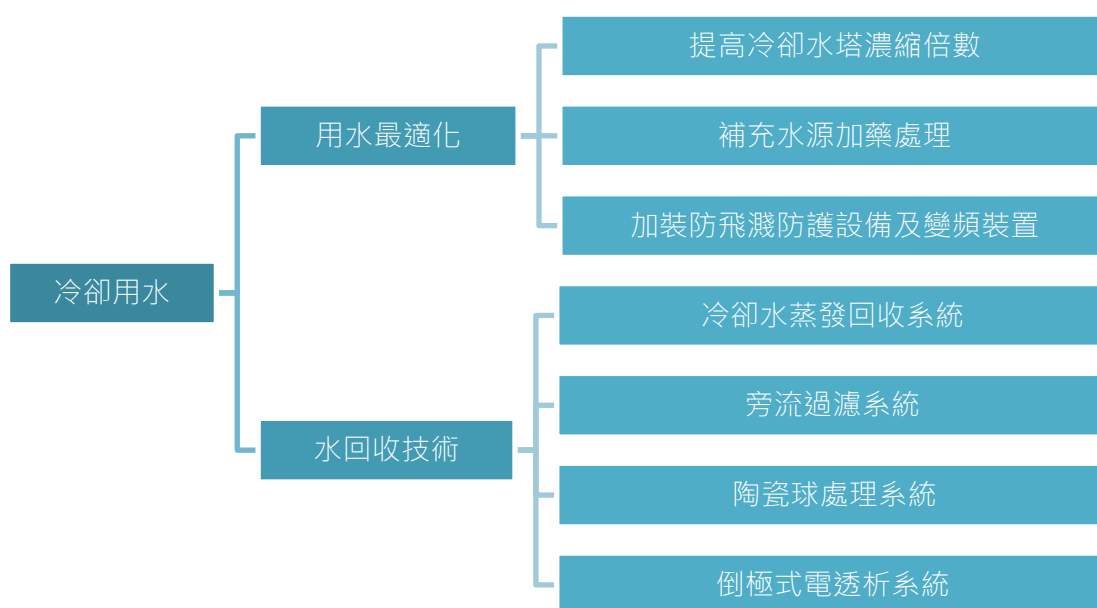 冷卻用水
用水最適化
提高冷卻水塔濃縮倍數
補充水源加藥處理
加裝防飛濺防護設備及變頻裝置
水回收技術
冷卻水蒸發回收系統
旁流過濾系統
陶瓷球處理系統
倒極式電透析系統